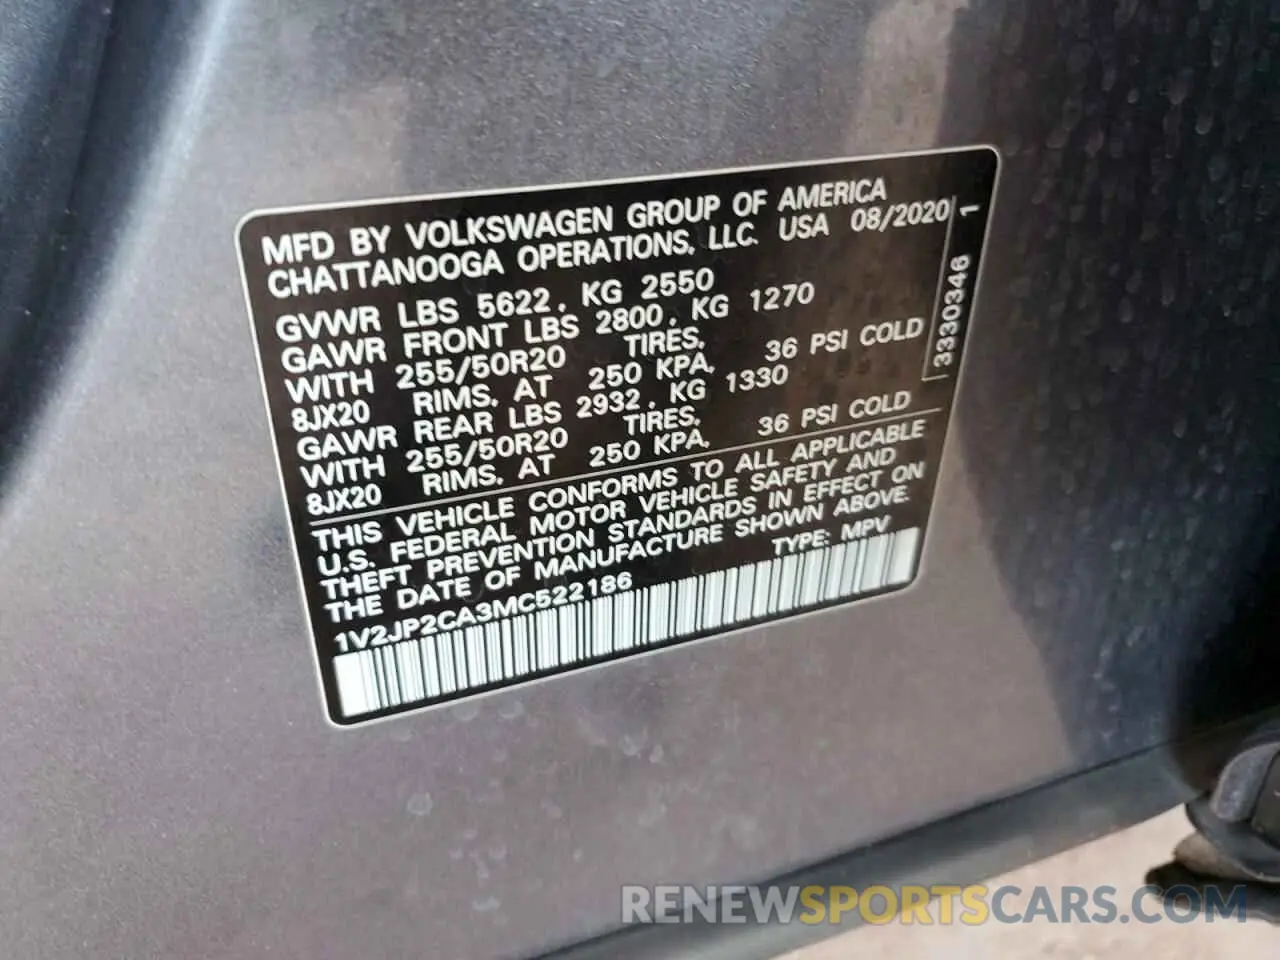 MFD BY VOLKSWAGEN GROUP OF AMERICA
CHATTANOOGA OPERATIONS, LLC. USA 08/2020
GVWR LBS 5622. KG 2550
GAWR FRONT LBS 2800. KG 1270
WITH 255/50R20 TIRES,
8JX20 RIMS, AT 250 KPA, 36 PSI COLD
GAWR REAR LBS 2932. KG 1330
WITH 255/50R20 TIRES,
8JX20 RIMS, AT 250 KPA, 36 PSI COLD
THIS VEHICLE CONFORMS TO ALL APPLICABLE
U.S. FEDERAL MOTOR VEHICLE SAFETY AND
THEFT PREVENTION STANDARDS IN EFFECT ON
THE DATE OF MANUFACTURE SHOWN ABOVE.
1V2JP2CA3MC522186 TYPE: MPV
3330346 1
RENEWSPORTSCARS.COM